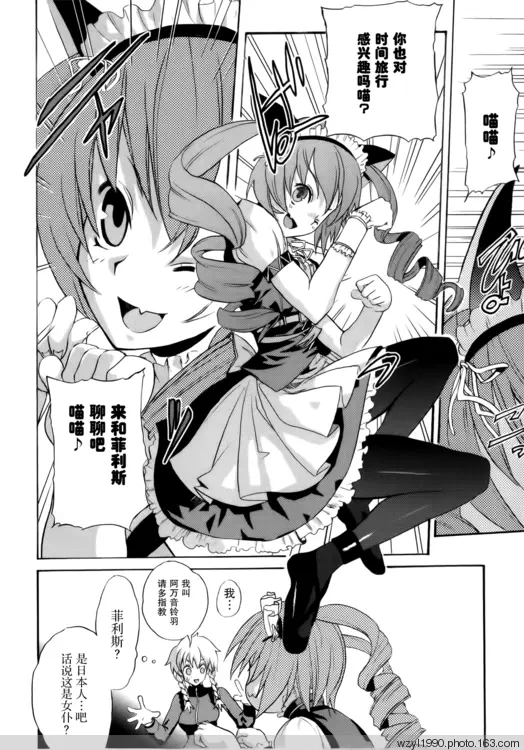 喵喵♪
你也对
时间旅行
感兴趣吗喵?
来和菲利斯
聊聊吧
喵喵♪
我…
我叫
阿万音铃羽
请多指教
菲利斯?
是日本人…吧
话说这是女仆?
http://wzyl1990.photo.163.com